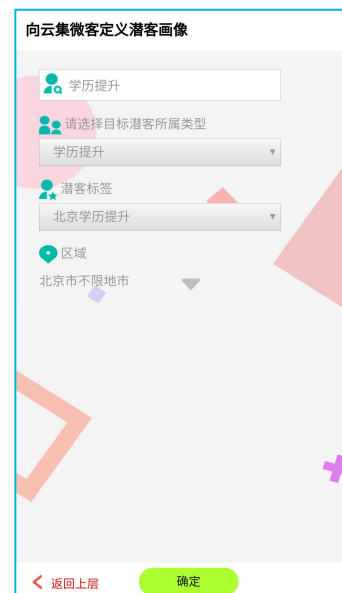 向云集微客定义潜客画像
学历提升
请选择目标潜客所属类型
学历提升
潜客标签
北京学历提升
区域
北京市不限地市
返回上层
确定